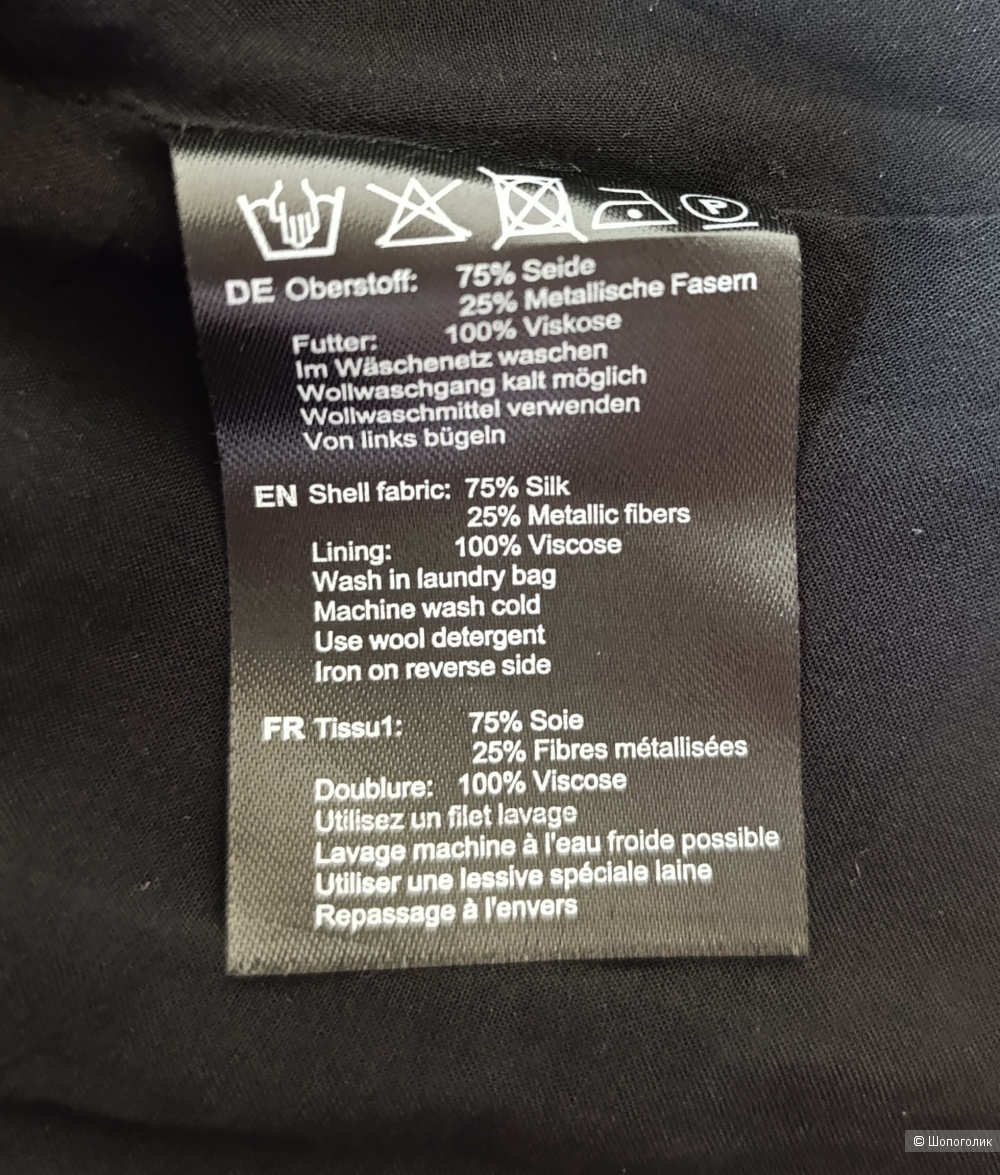 P
DE Oberstoff: 75% Seide
25% Metallische Fasern
Futter: 100% Viskose
Im Wäschenetz waschen
Wollwaschgang kalt möglich
Wollwaschmittel verwenden
Von links bügeln
EN Shell fabric: 75% Silk
25% Metallic fibers
Lining: 100% Viscose
Wash in laundry bag
Machine wash cold
Use wool detergent
Iron on reverse side
FR Tissu1: 75% Soie
25% Fibres métallisées
Doublure: 100% Viscose
Utilisez un filet lavage
Lavage machine à l'eau froide possible
Utiliser une lessive spéciale laine
Repassage à l'envers
© Шопоголик